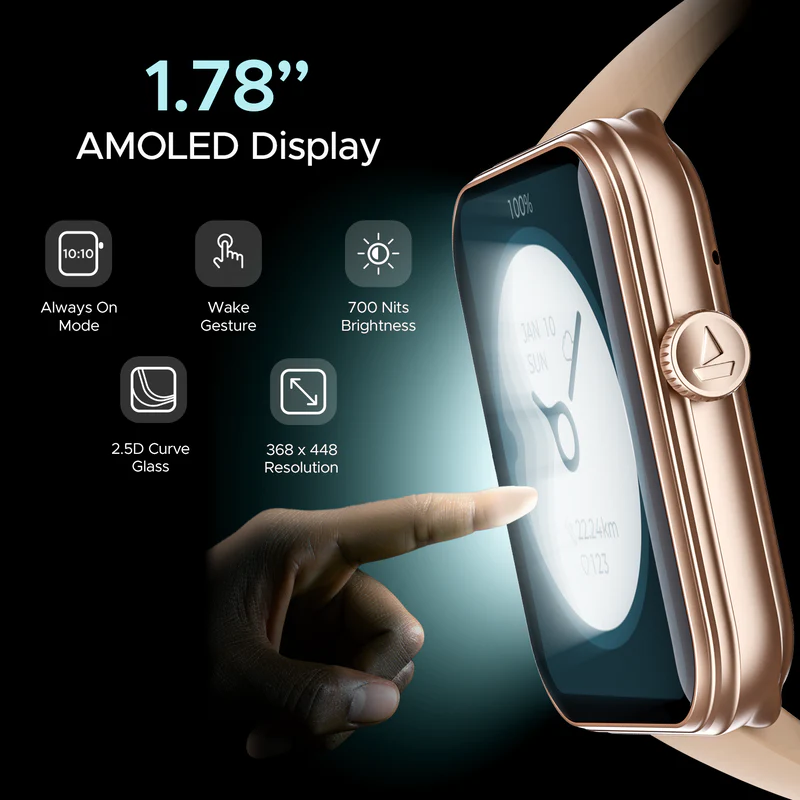 1.78”
AMOLED Display
10:10
Always On
Mode
Wake
Gesture
700 Nits
Brightness
2.5D Curve
Glass
368 x 448
Resolution
100%
JAN 10
SUN
22.24km
123